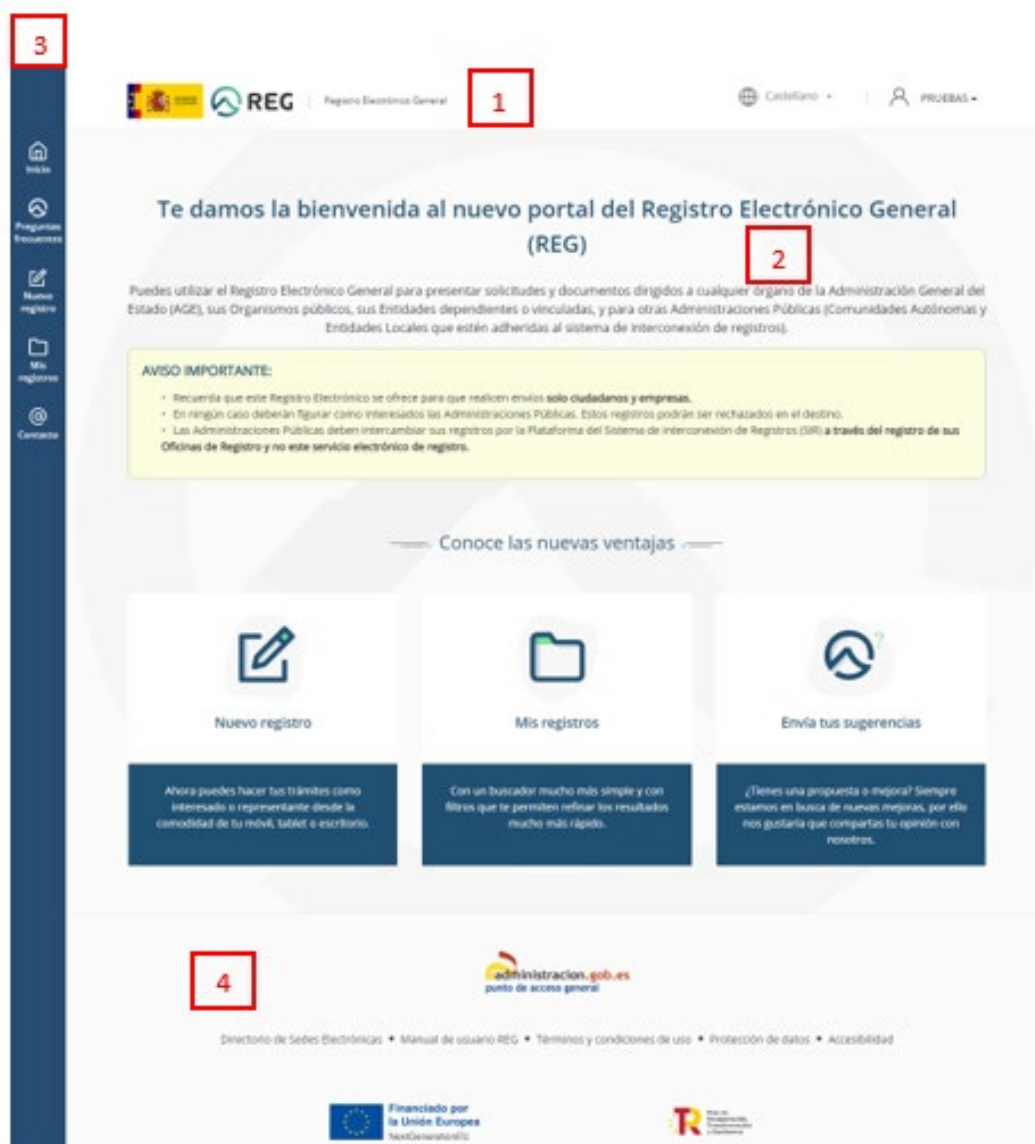 3
1
REG
Registro Electrónico General
Castellano
PRUEBAS
Inicio
Preguntas
frecuentes
Nuevo
registro
Mis
registros
Contacto
Te damos la bienvenida al nuevo portal del Registro Electrónico General
(REG)
2
Puedes utilizar el Registro Electrónico General para presentar solicitudes y documentos dirigidos a cualquier órgano de la Administración General del
Estado (AGE), sus Organismos públicos, sus Entidades dependientes o vinculadas, y para otras Administraciones Públicas (Comunidades Autónomas y
Entidades Locales que estén adheridas al sistema de interconexión de registros).
AVISO IMPORTANTE:
• Recuerda que este Registro Electrónico se ofrece para que realicen envíos solo ciudadanos y empresas.
• En ningún caso deberán figurar como interesados las Administraciones Públicas. Estos registros podrán ser rechazados en el destino.
• Las Administraciones Públicas deben intercambiar sus registros por la Plataforma del Sistema de Interconexión de Registros (SIR) a través del registro de sus
Oficinas de Registro y no este servicio electrónico de registro.
Conoce las nuevas ventajas
Nuevo registro
Mis registros
Envía tus sugerencias
Ahora puedes hacer tus trámites como
interesado o representante desde la
comodidad de tu móvil, tablet o escritorio.
Con un buscador mucho más simple y con
filtros que te permiten refinar los resultados
mucho más rápido.
¿Tienes una propuesta o mejora? Siempre
estamos en busca de nuevas mejoras, por ello
nos gustaría que compartas tu opinión con
nosotros.
4
administracion.gob.es
punto de acceso general
Directorio de Sedes Electrónicas • Manual de usuario REG • Términos y condiciones de uso • Protección de datos • Accesibilidad
Financiado por
la Unión Europea
NextGenerationEU
TR
Plan de
Recuperación,
Transformación
y Resiliencia